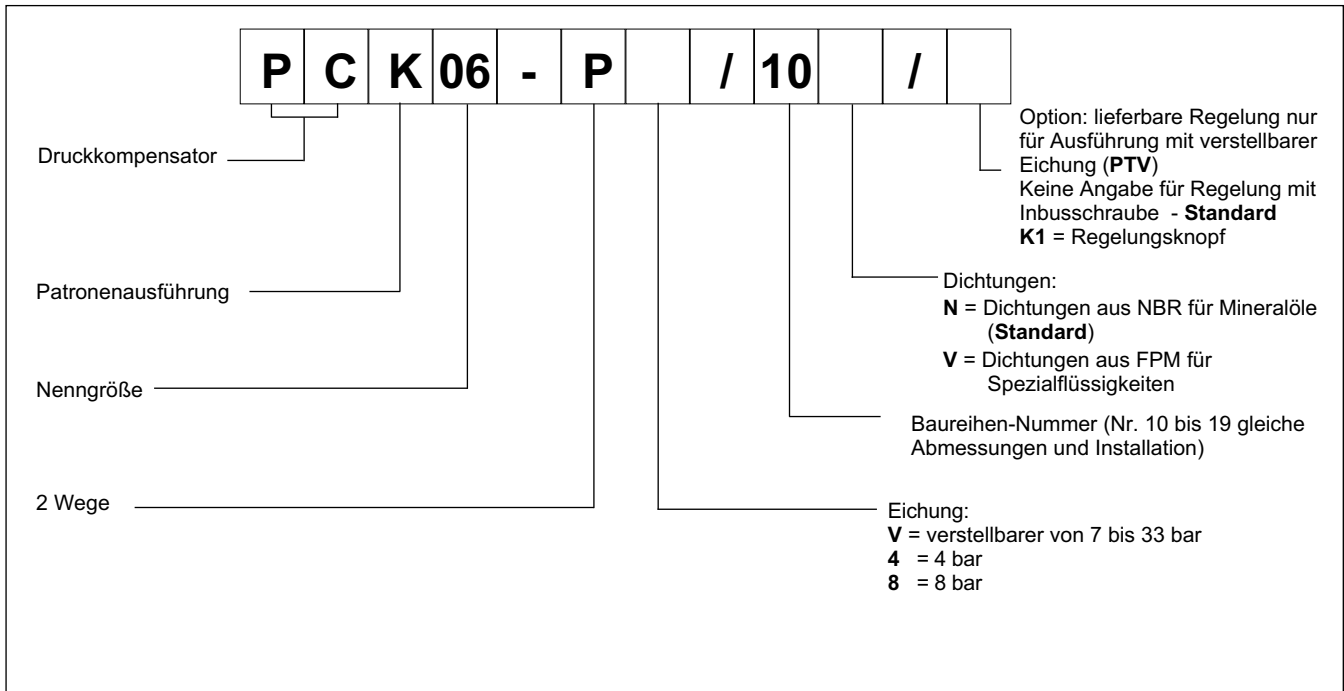 P C K 06 - P / 10 /
Druckkompensator
Patronenausführung
Nenngröße
2 Wege
Option: lieferbare Regelung nur
für Ausführung mit verstellbarer
Eichung (PTV)
Keine Angabe für Regelung mit
Inbusschraube - Standard
K1 = Regelungsknopf
Dichtungen:
N = Dichtungen aus NBR für Mineralöle
(Standard)
V = Dichtungen aus FPM für
Spezialflüssigkeiten
Baureihen-Nummer (Nr. 10 bis 19 gleiche
Abmessungen und Installation)
Eichung:
V = verstellbarer von 7 bis 33 bar
4 = 4 bar
8 = 8 bar